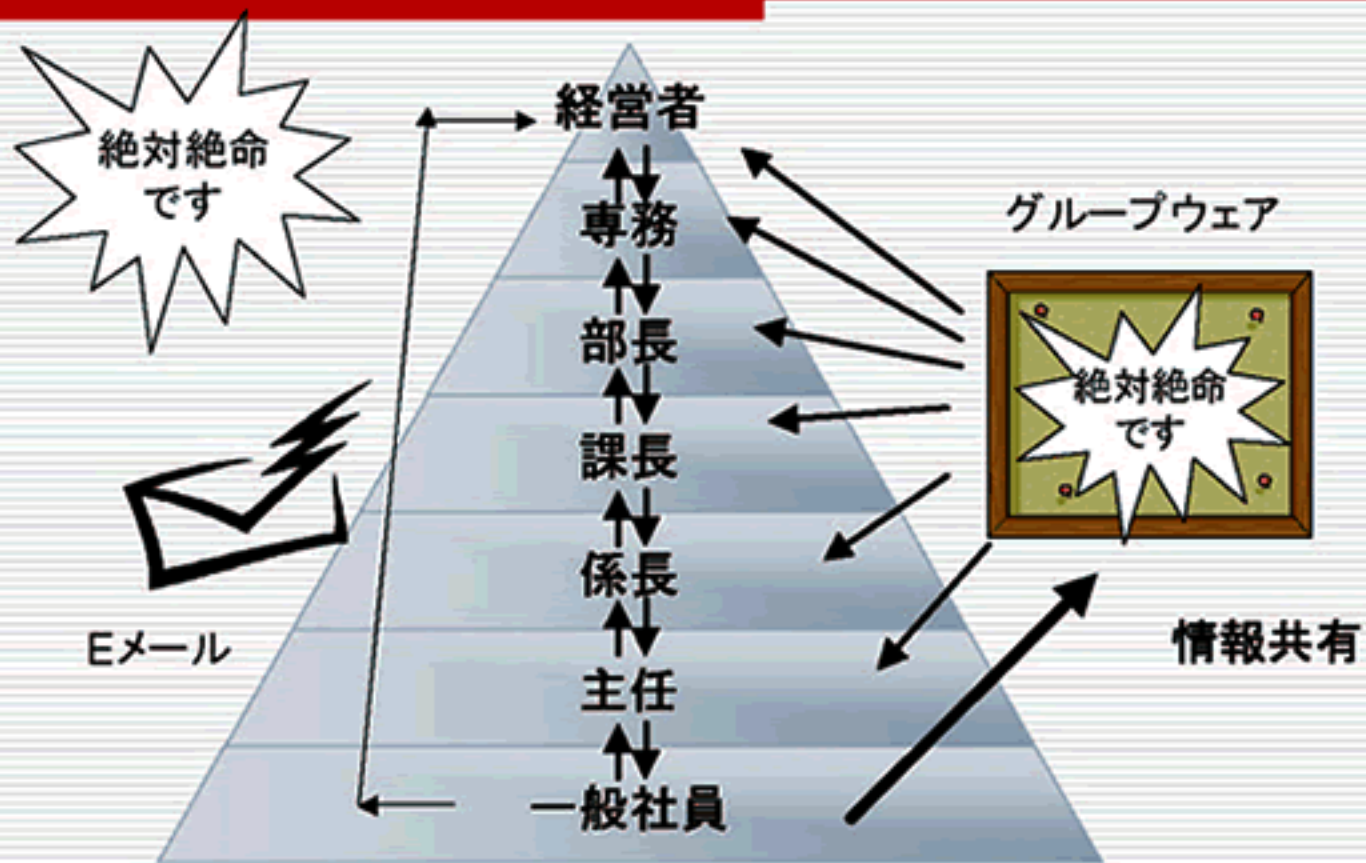 絶対絶命
です
経営者
専務
部長
課長
係長
主任
一般社員
Eメール
グループウェア
絶対絶命
です
情報共有